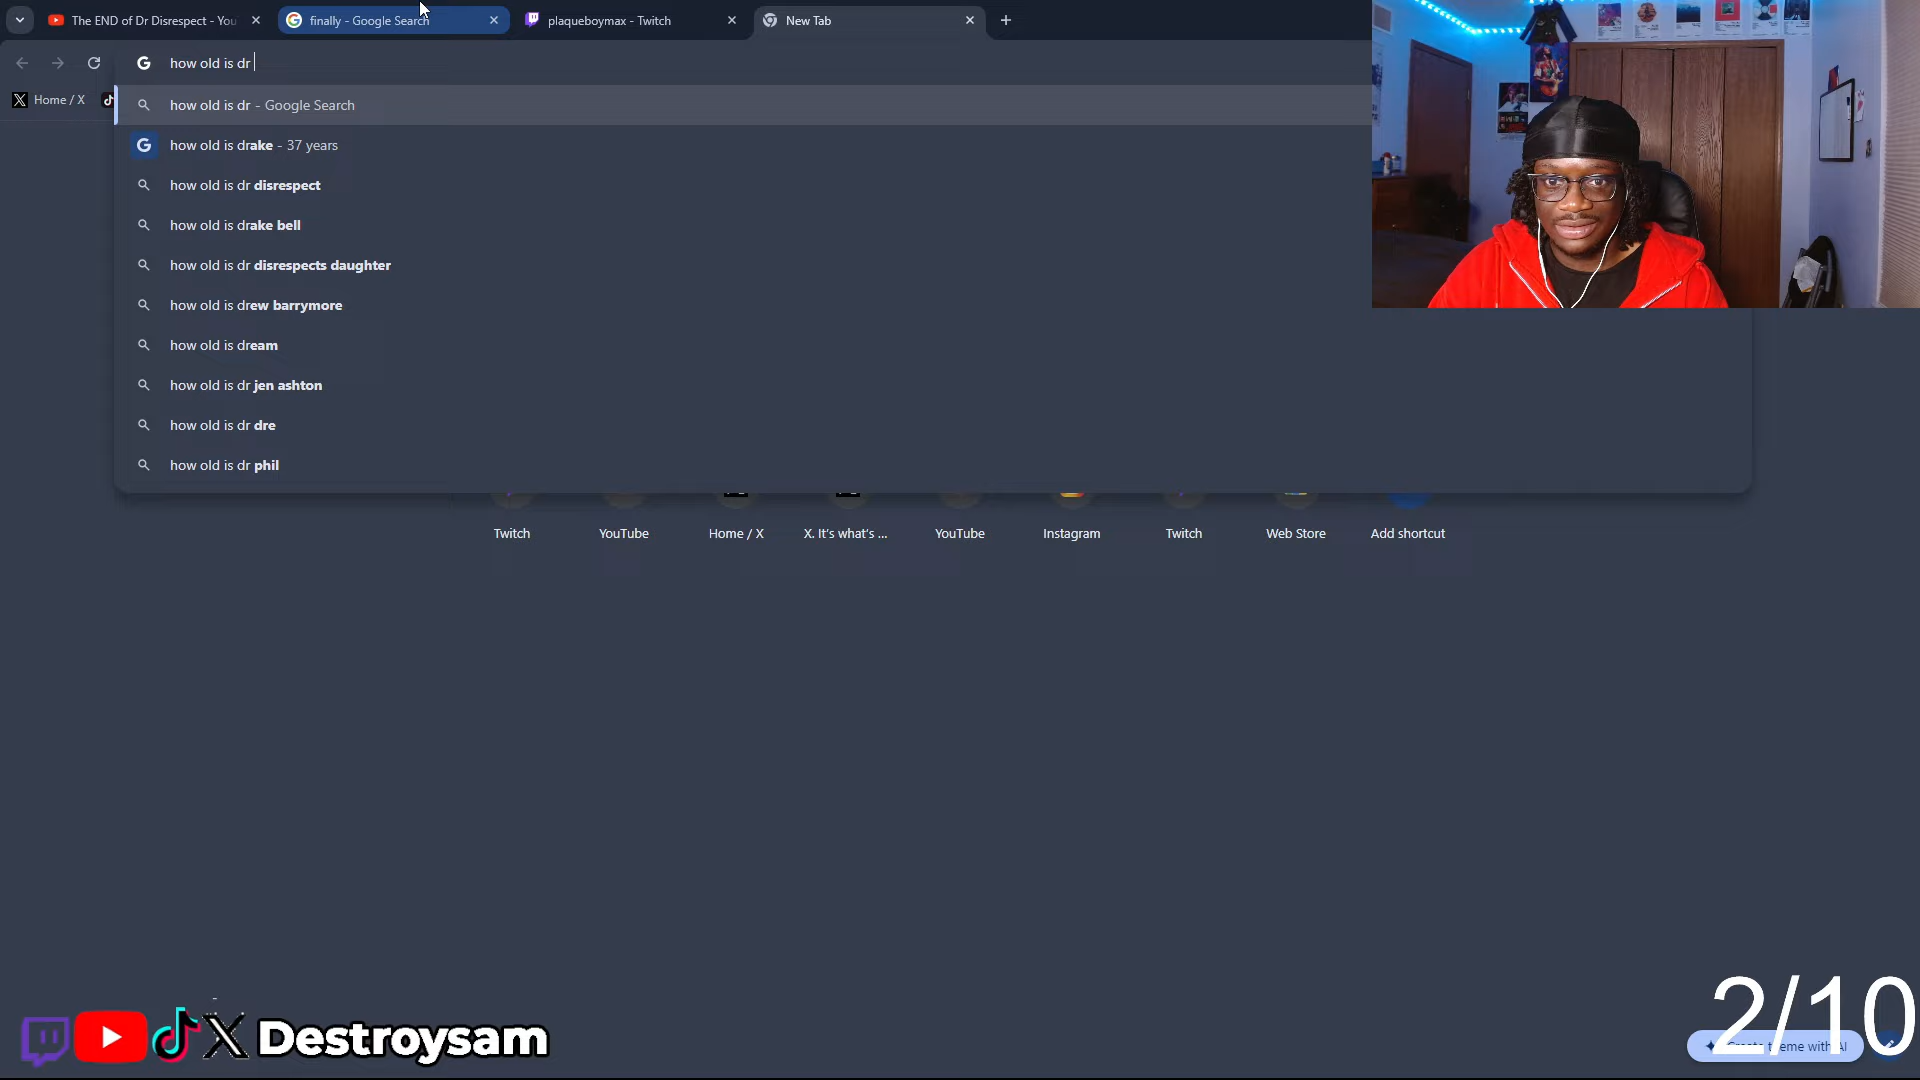 The END of Dr Disrespect - You
finally - Google Search
plaqueboymax - Twitch
New Tab
how old is dr
Home / X
how old is dr - Google Search
how old is drake - 37 years
how old is dr disrespect
how old is drake bell
how old is dr disrespects daughter
how old is drew barrymore
how old is dream
how old is dr jen ashton
how old is dr dre
how old is dr phil
Twitch
YouTube
Home / X
X. It's what's ...
YouTube
Instagram
Twitch
Web Store
Add shortcut
2/10
Destroysam
Create theme with AI